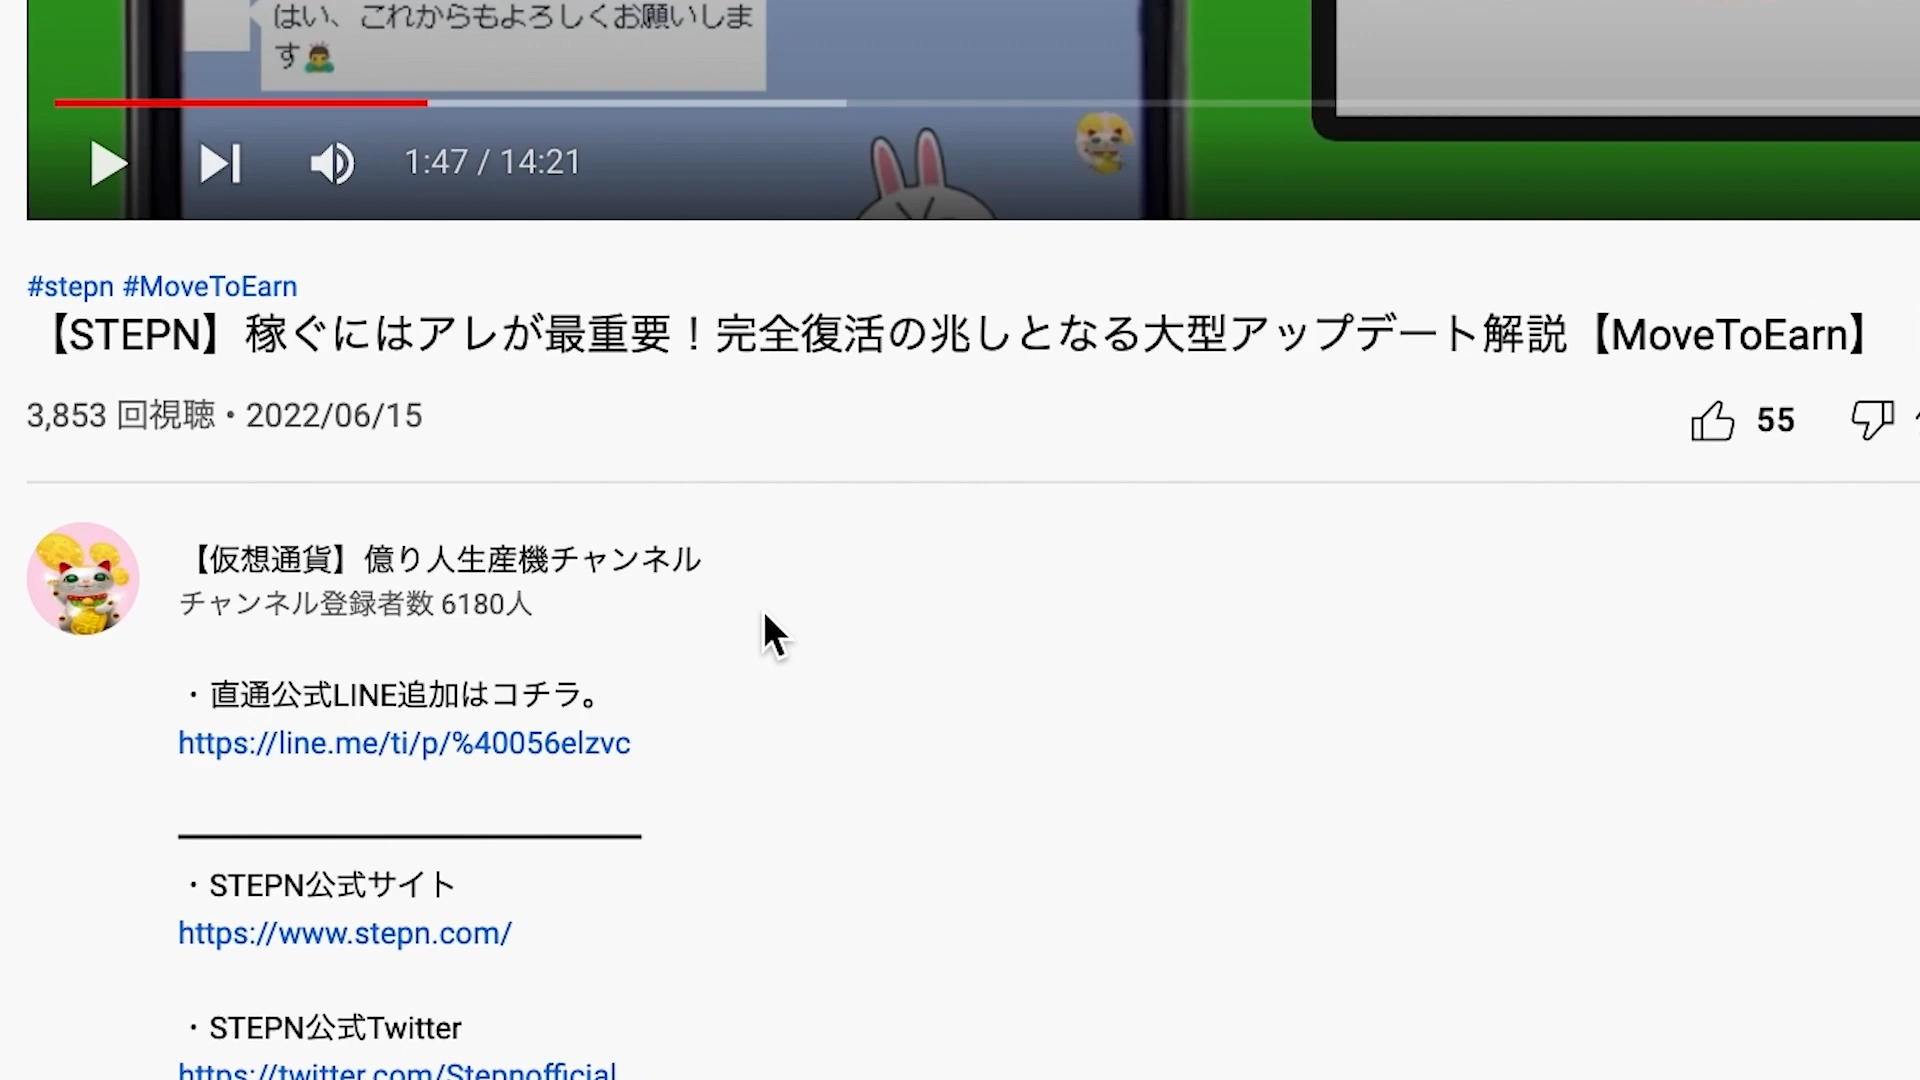 はい、これからもよろしくお願いしま
す🙇
1:47 / 14:21
#stepn #MoveToEarn
【STEPN】稼ぐにはアレが最重要！完全復活の兆しとなる大型アップデート解説【MoveToEarn】
3,853 回視聴・2022/06/15
55
【仮想通貨】億り人生産機チャンネル
チャンネル登録者数 6180人
・直通公式LINE追加はコチラ。
https://line.me/ti/p/%40056elzvc
・STEPN公式サイト
https://www.stepn.com/
・STEPN公式Twitter
https://twitter.com/Stepnofficial